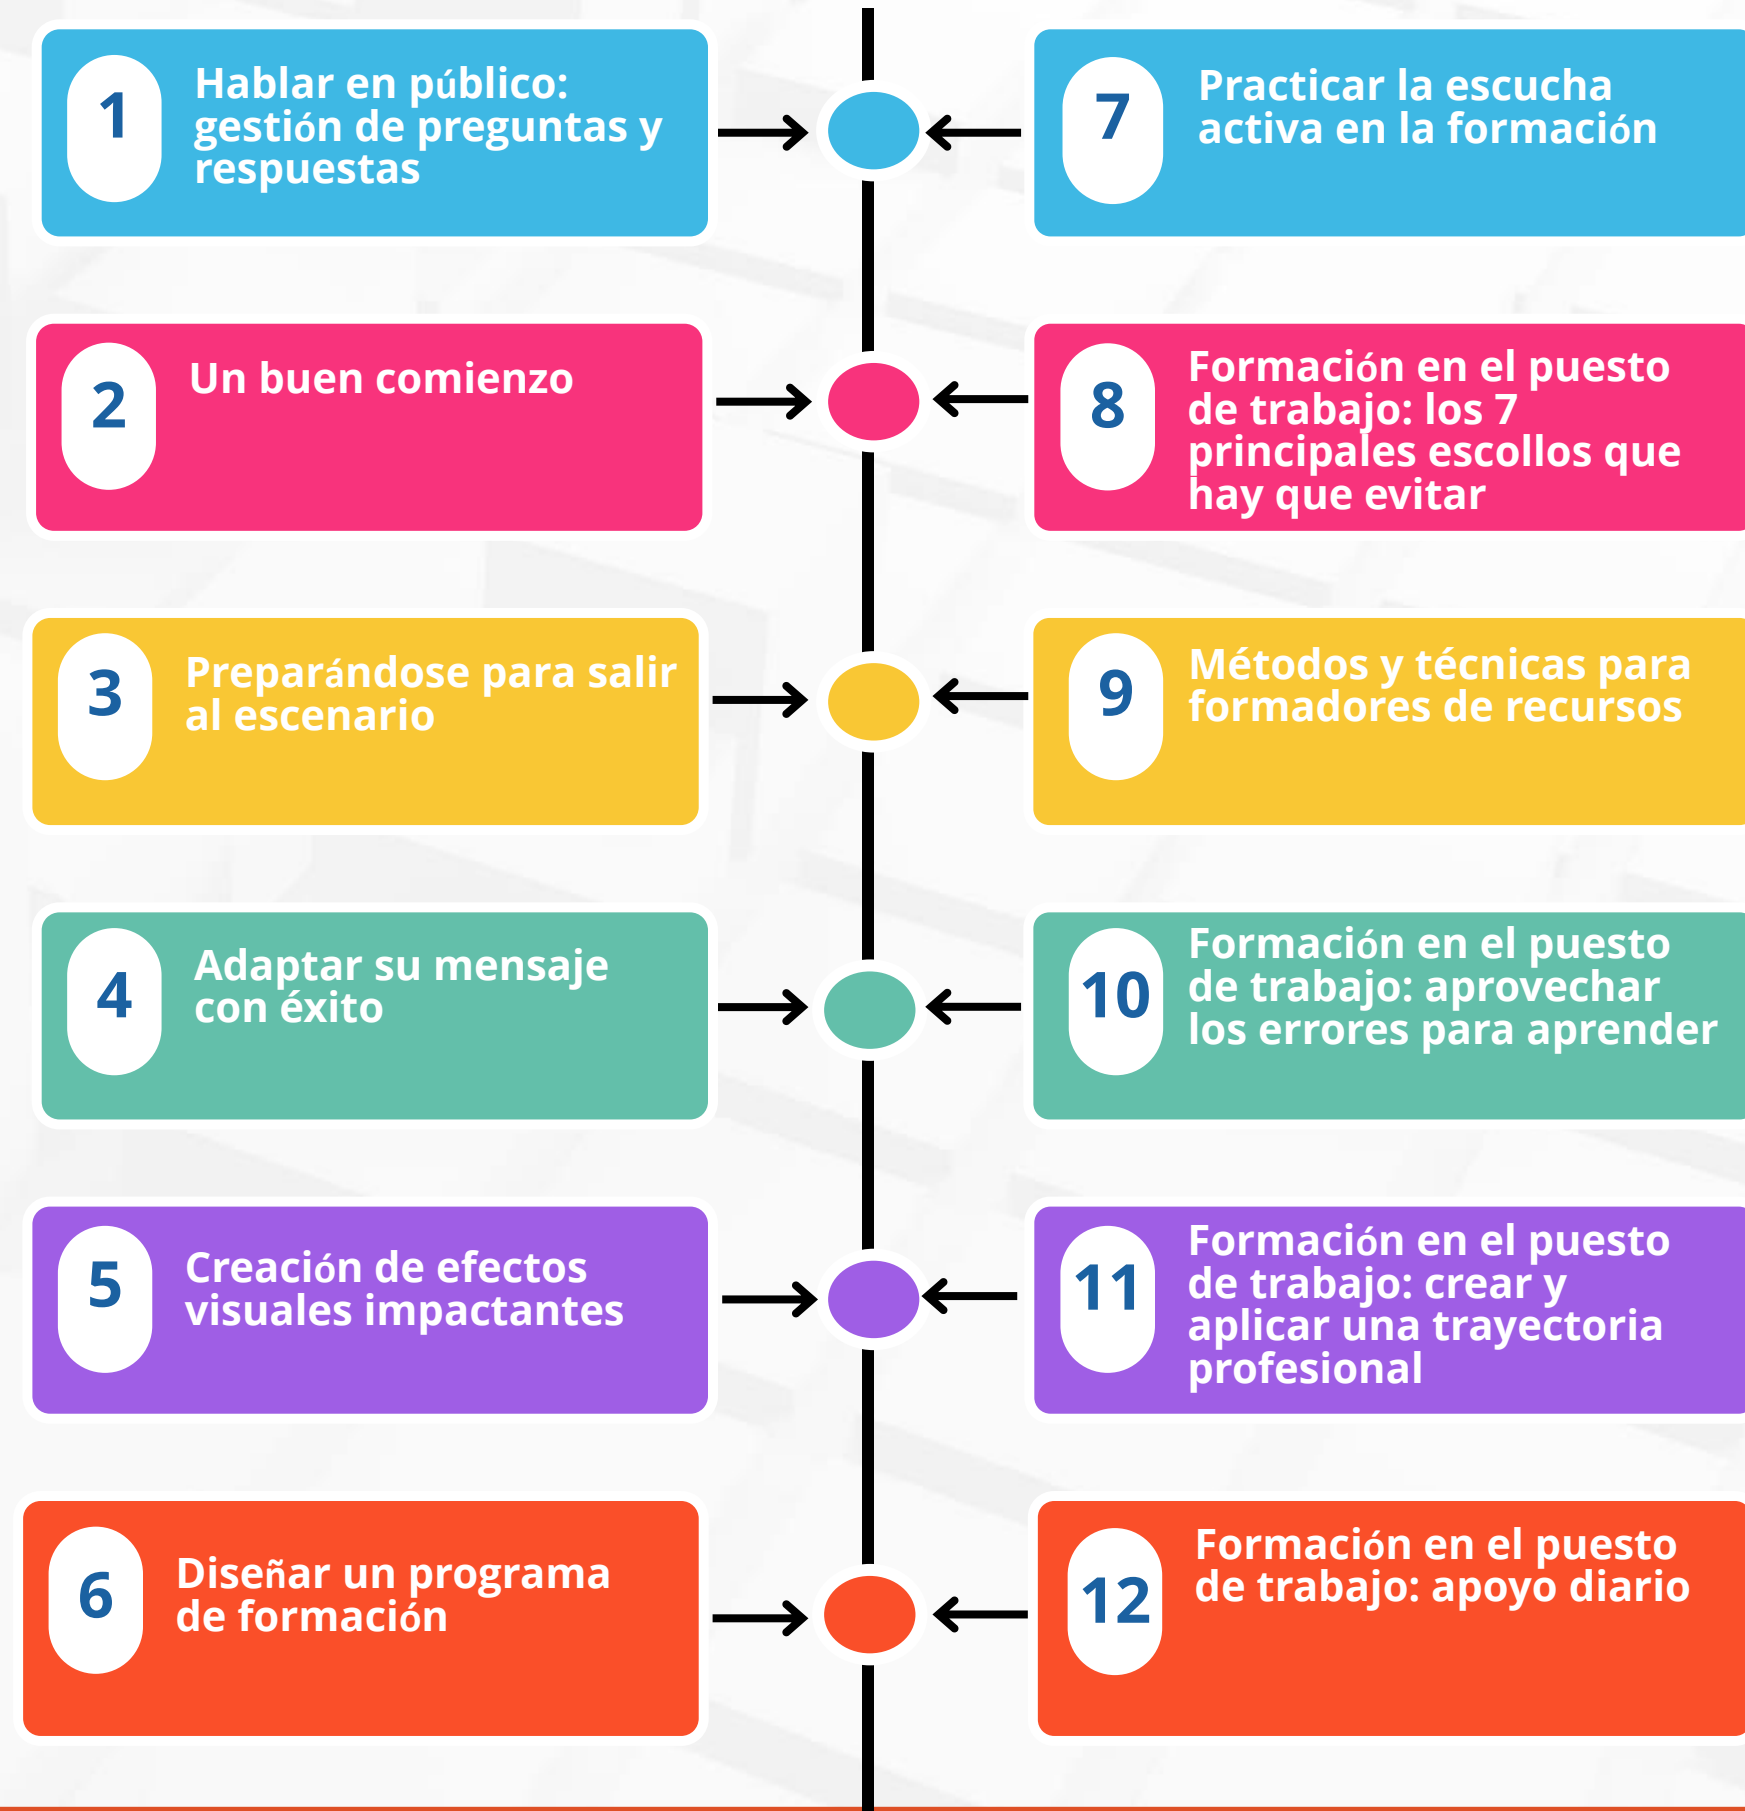 1
Hablar en público:
gestión de preguntas y
respuestas
2
Un buen comienzo
3
Preparándose para salir
al escenario
4
Adaptar su mensaje
con éxito
5
Creación de efectos
visuales impactantes
6
Diseñar un programa
de formación
7
Practicar la escucha
activa en la formación
8
Formación en el puesto
de trabajo: los 7
principales escollos que
hay que evitar
9
Métodos y técnicas para
formadores de recursos
10
Formación en el puesto
de trabajo: aprovechar
los errores para aprender
11
Formación en el puesto
de trabajo: crear y
aplicar una trayectoria
profesional
12
Formación en el puesto
de trabajo: apoyo diario